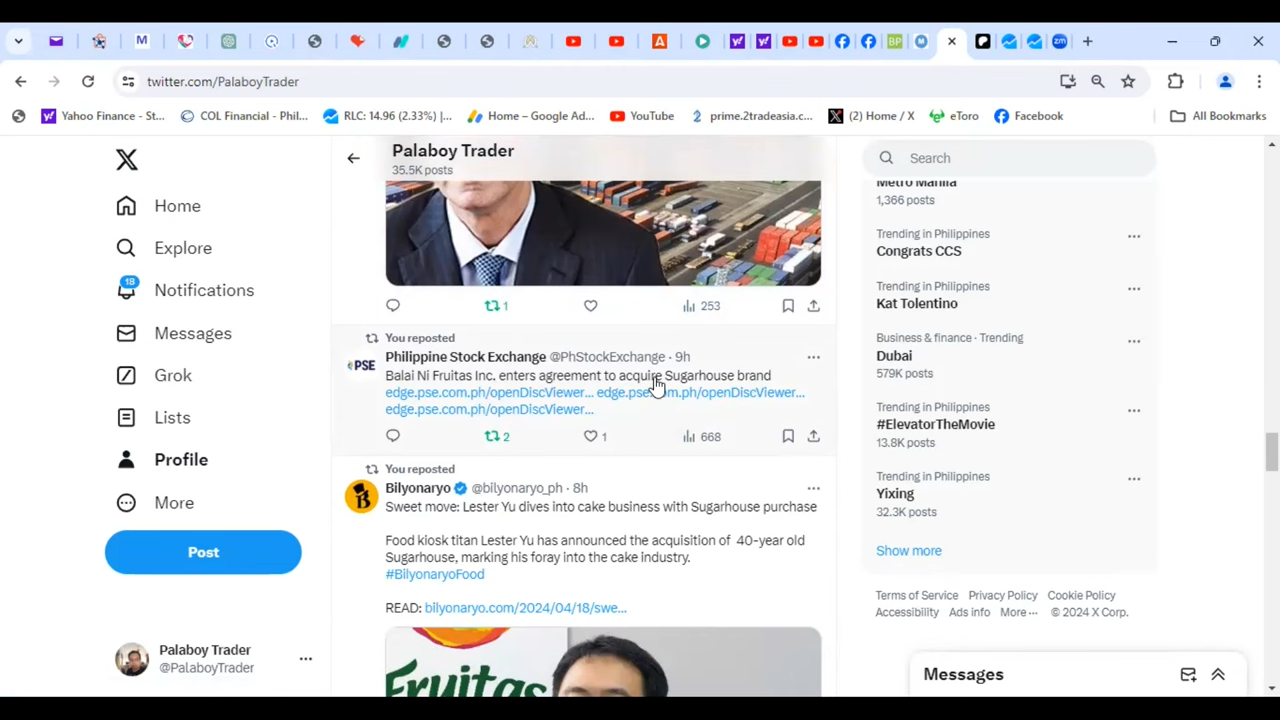 twitter.com/PalaboyTrader
Yahoo Finance - St...
COL Financial - Phil...
RLC: 14.96 (2.33%) |...
Home – Google Ad...
YouTube
prime.2tradeasia.c...
(2) Home / X
eToro
Facebook
All Bookmarks
Palaboy Trader
35.5K posts
Search
Home
Explore
18
Notifications
Messages
Grok
Lists
Profile
More
Post
Palaboy Trader
@PalaboyTrader
1
253
You reposted
PSE
Philippine Stock Exchange @PhStockExchange · 9h
Balai Ni Fruitas Inc. enters agreement to acquire Sugarhouse brand
edge.pse.com.ph/openDiscViewer... edge.pse.com.ph/openDiscViewer...
edge.pse.com.ph/openDiscViewer...
2
1
668
You reposted
Bilyonaryo @bilyonaryo_ph · 8h
Sweet move: Lester Yu dives into cake business with Sugarhouse purchase
Food kiosk titan Lester Yu has announced the acquisition of 40-year old
Sugarhouse, marking his foray into the cake industry.
#BilyonaryoFood
READ: bilyonaryo.com/2024/04/18/swe...
Fruitas
Metro Manila
1,366 posts
Trending in Philippines
Congrats CCS
Trending in Philippines
Kat Tolentino
Business & finance · Trending
Dubai
579K posts
Trending in Philippines
#ElevatorTheMovie
13.8K posts
Trending in Philippines
Yixing
32.3K posts
Show more
Terms of Service Privacy Policy Cookie Policy
Accessibility Ads info More ··· © 2024 X Corp.
Messages